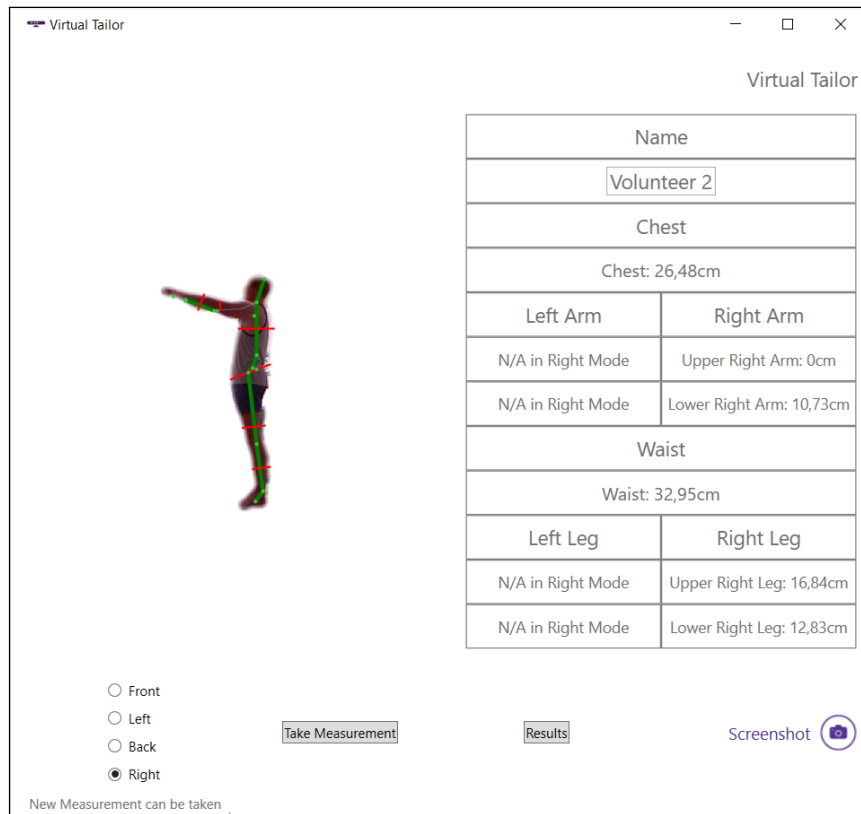 Virtual Tailor
Virtual Tailor
Name
Volunteer 2
Chest
Chest: 26,48cm
Left Arm Right Arm
N/A in Right Mode Upper Right Arm: 0cm
N/A in Right Mode Lower Right Arm: 10,73cm
Waist
Waist: 32,95cm
Left Leg Right Leg
N/A in Right Mode Upper Right Leg: 16,84cm
N/A in Right Mode Lower Right Leg: 12,83cm
Front
Left
Back
Right
Take Measurement
Results
Screenshot
New Measurement can be taken